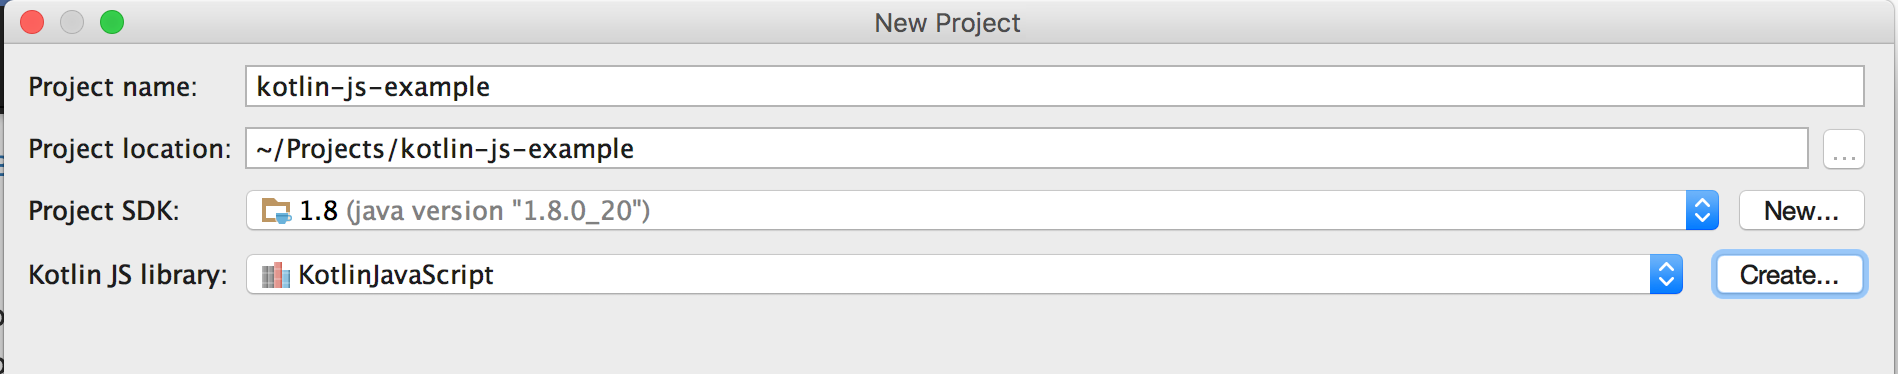 New Project
Project name: kotlin-js-example
Project location: ~/Projects/kotlin-js-example ...
Project SDK: 1.8 (java version "1.8.0_20") New...
Kotlin JS library: KotlinJavaScript Create...